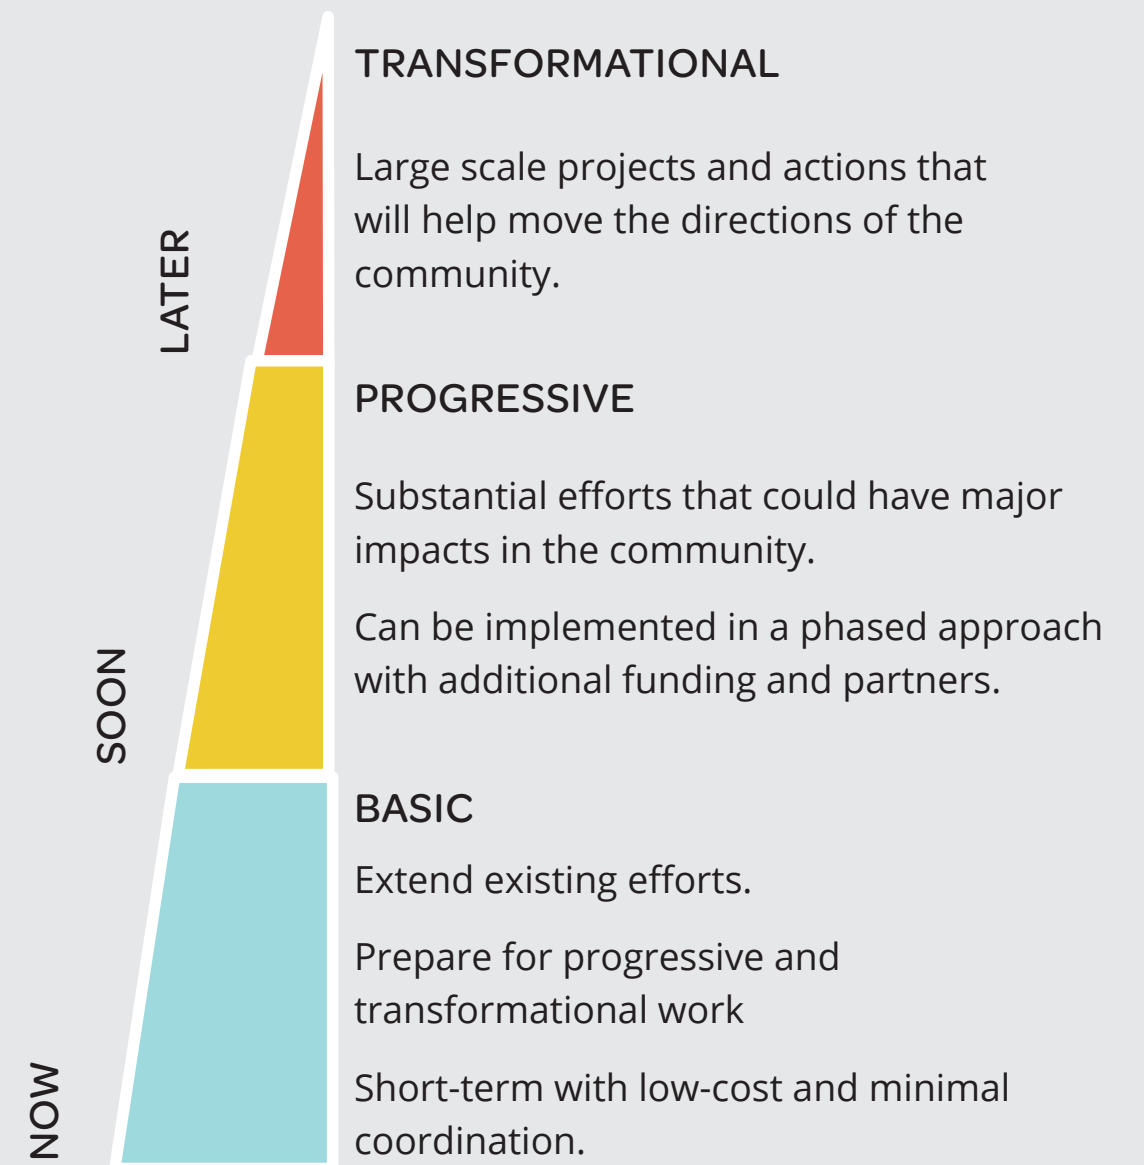 TRANSFORMATIONAL
Large scale projects and actions that
will help move the directions of the
community.
LATER
PROGRESSIVE
Substantial efforts that could have major
impacts in the community.
Can be implemented in a phased approach
with additional funding and partners.
SOON
BASIC
Extend existing efforts.
Prepare for progressive and
transformational work
Short-term with low-cost and minimal
coordination.
NOW